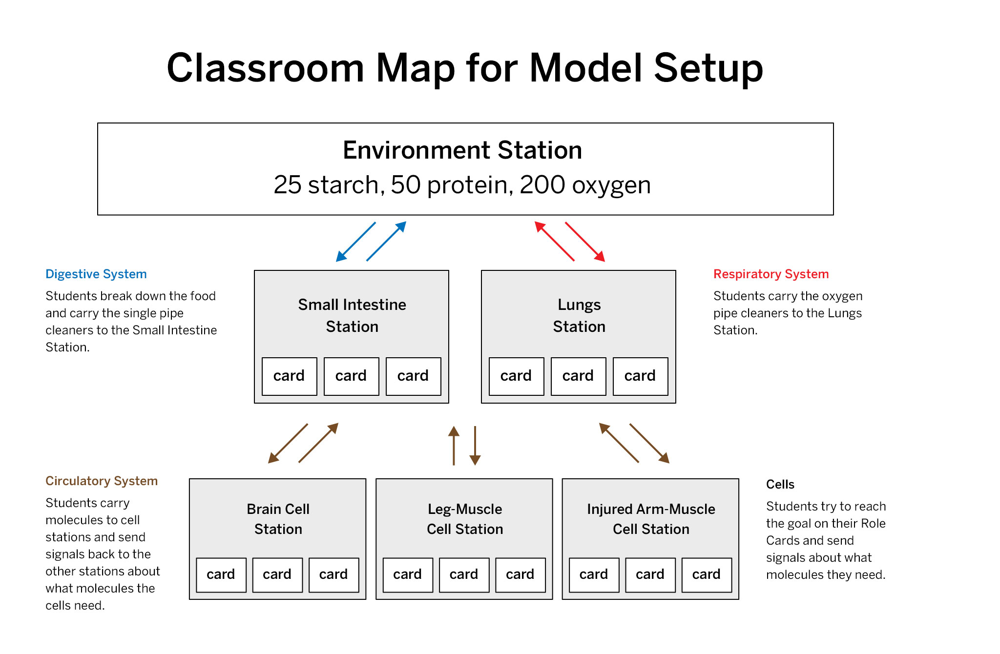 Classroom Map for Model Setup
Environment Station
25 starch, 50 protein, 200 oxygen
Digestive System
Students break down the food
and carry the single pipe
cleaners to the Small Intestine
Station.
Small Intestine
Station
card card card
Lungs
Station
card card card
Respiratory System
Students carry the oxygen
pipe cleaners to the Lungs
Station.
Circulatory System
Students carry
molecules to cell
stations and send
signals back to the
other stations about
what molecules the
cells need.
Brain Cell
Station
card card card
Leg-Muscle
Cell Station
card card card
Injured Arm-Muscle
Cell Station
card card card
Cells
Students try to reach
the goal on their Role
Cards and send
signals about what
molecules they need.